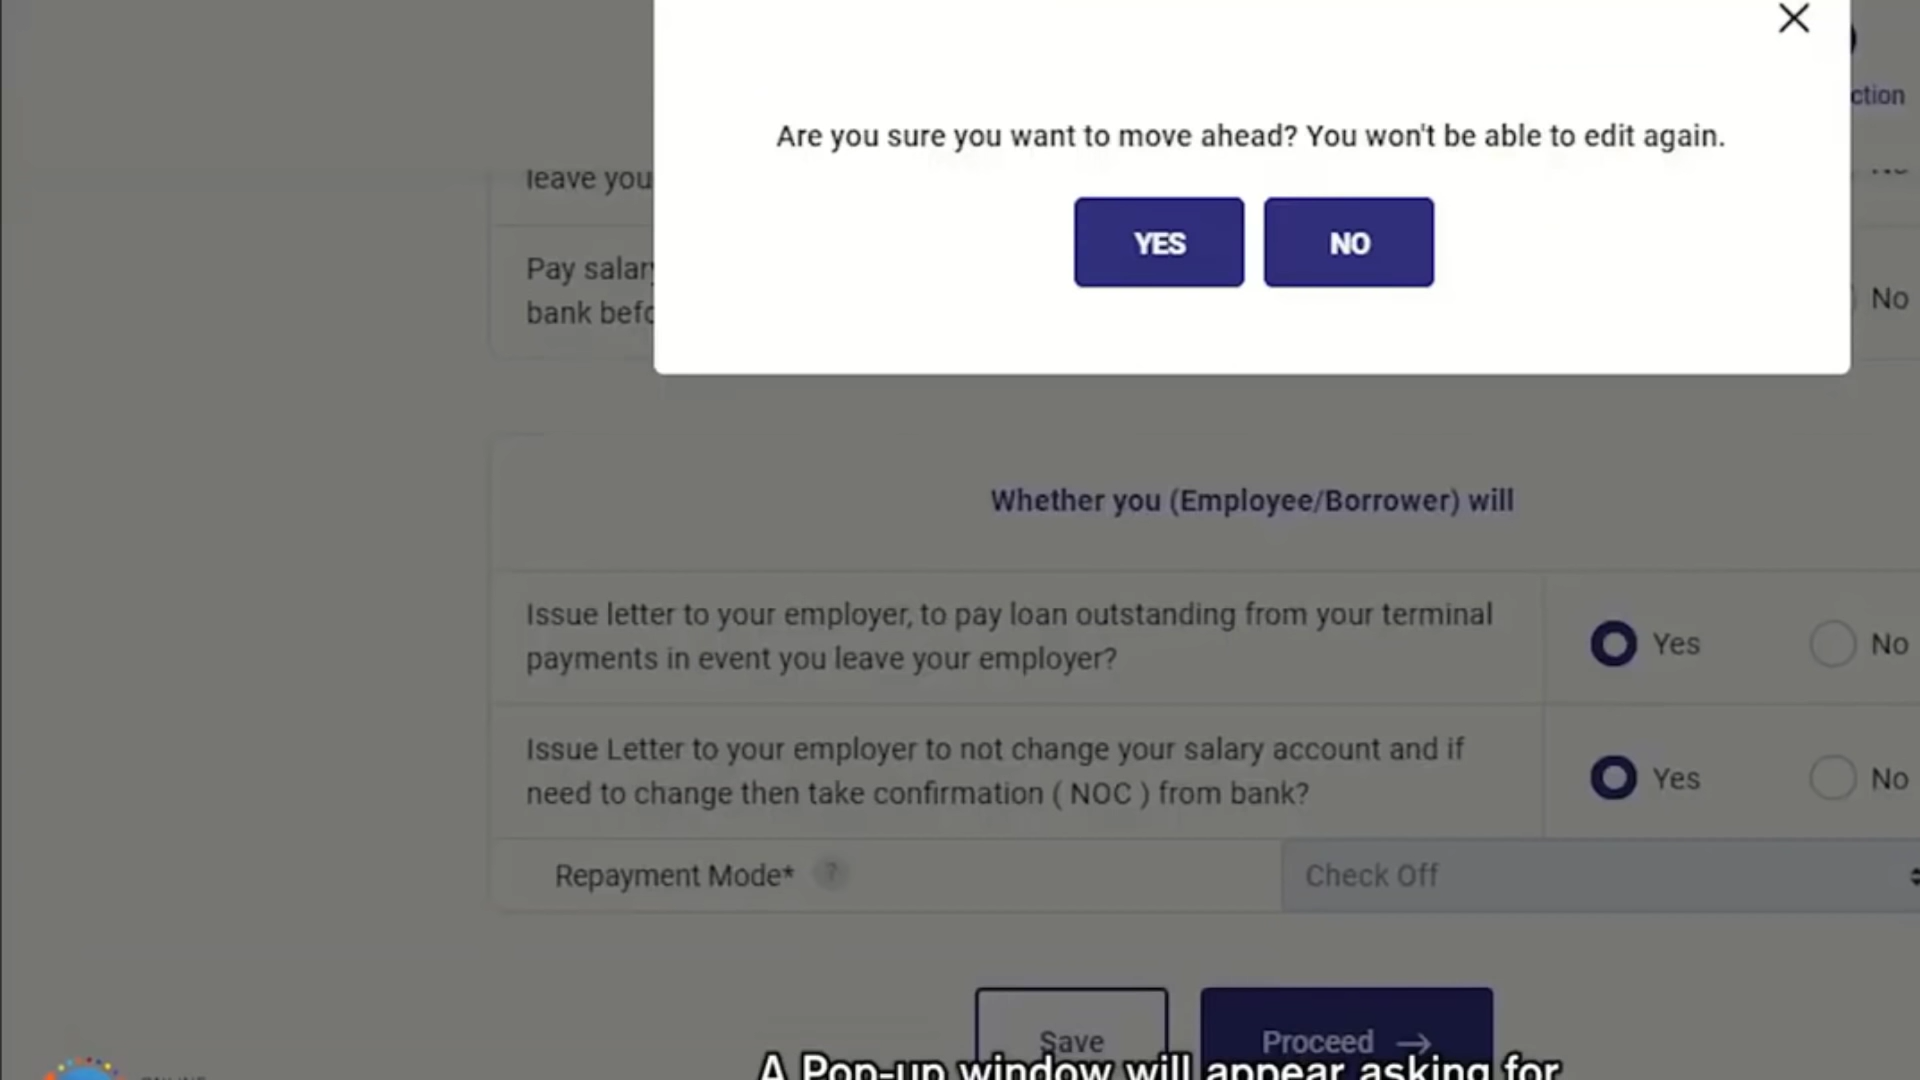 Are you sure you want to move ahead? You won't be able to edit again.
YES NO
ction
leave you
No
Pay salary
bank befo
No
Whether you (Employee/Borrower) will
Issue letter to your employer, to pay loan outstanding from your terminal
payments in event you leave your employer?
Yes No
Issue Letter to your employer to not change your salary account and if
need to change then take confirmation ( NOC ) from bank?
Yes No
Repayment Mode* ? Check Off
Save Proceed
A Pop-up window will appear asking for